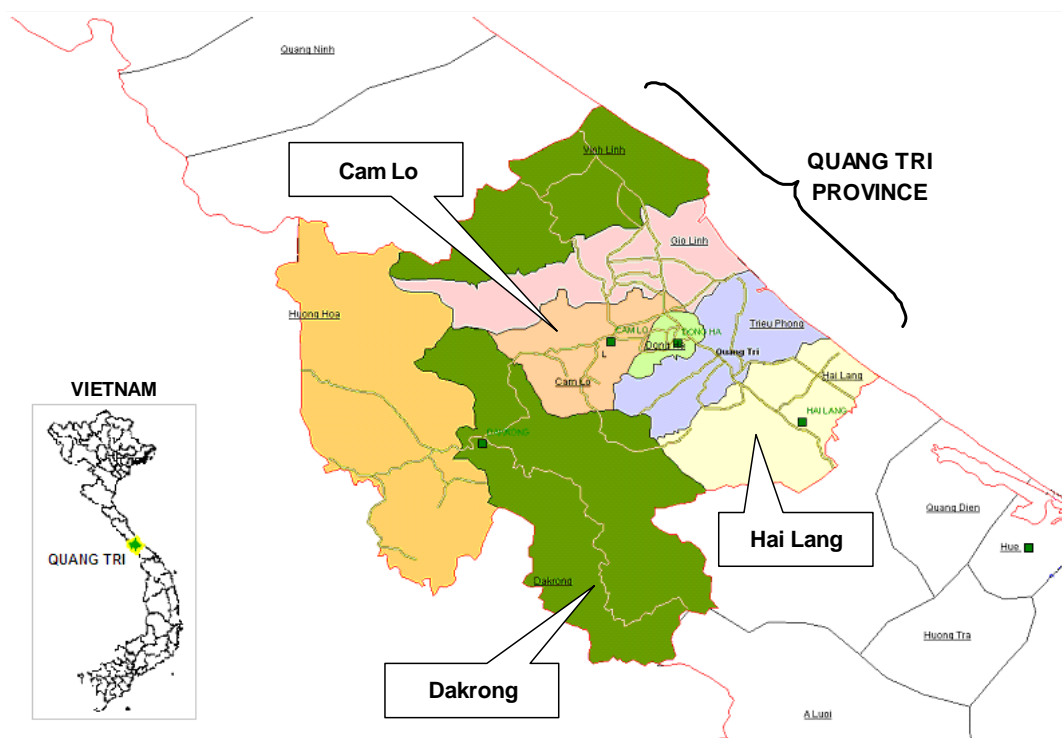 Quang Ninh
Cam Lo
Vinh Linh
QUANG TRI
PROVINCE
Gio Linh
Huong Hoa
Trieu Phong
CAM LO
DONG HA
Dong Ha
L
Quang Tri
Cam Lo
Hai Lang
HAI LANG
VIETNAM
DAKRONG
QUANG TRI
Quang Dien
Hai Lang
Hue
Dakrong
Huong Tra
Dakrong
A Luoi